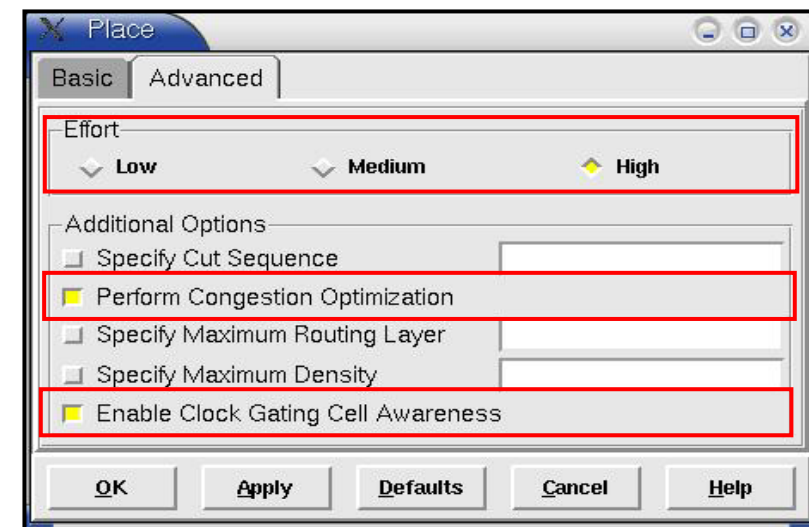 Place
Basic Advanced
Effort
Low Medium High
Additional Options
Specify Cut Sequence
Perform Congestion Optimization
Specify Maximum Routing Layer
Specify Maximum Density
Enable Clock Gating Cell Awareness
OK Apply Defaults Cancel Help